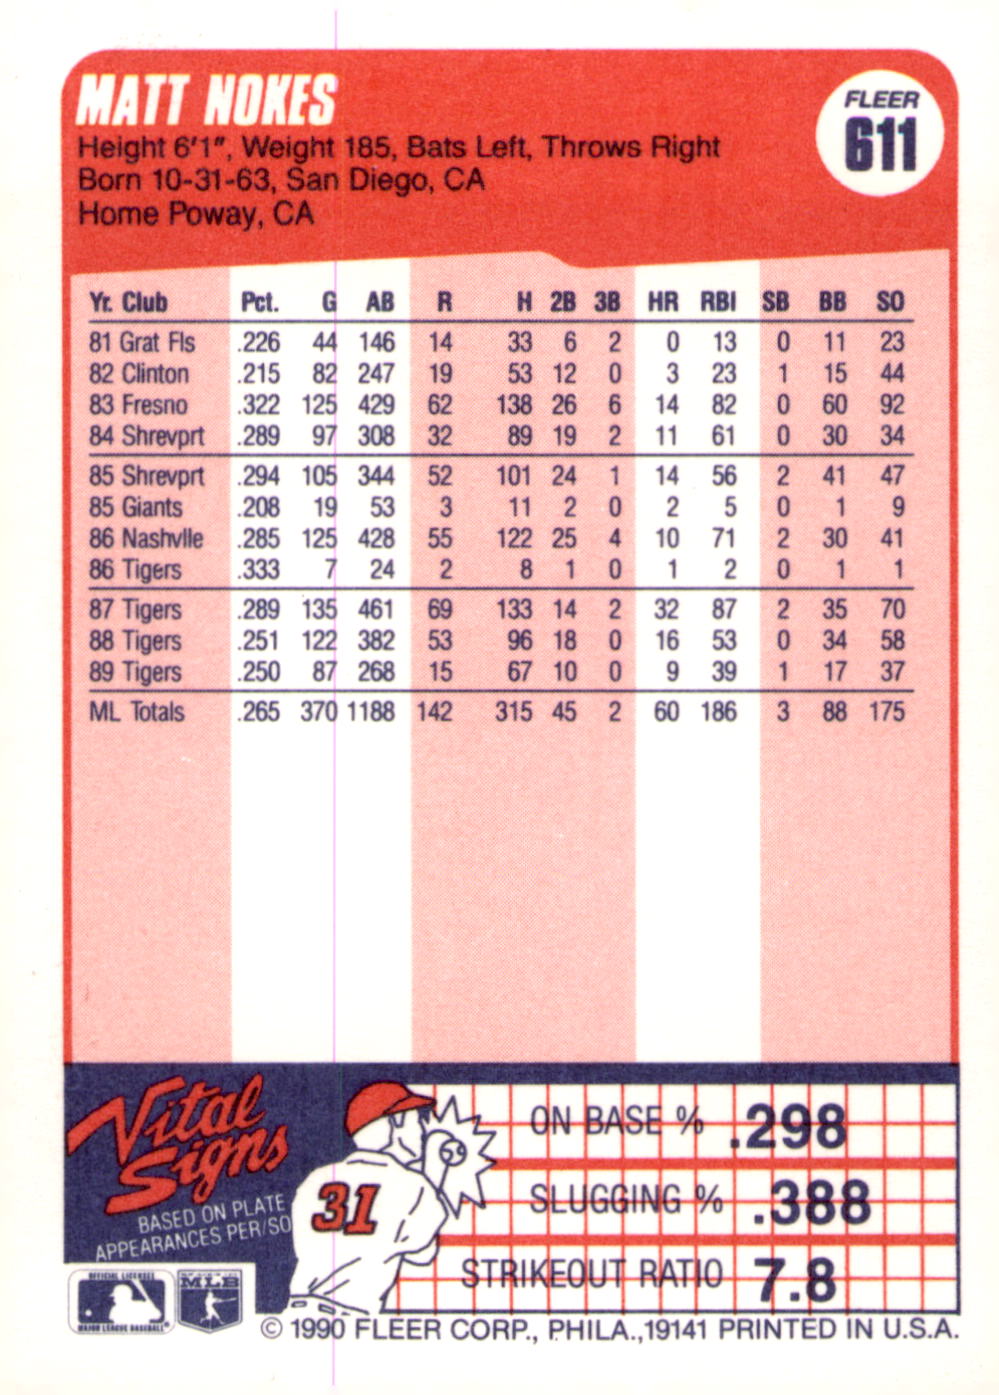 MATT NOKES
FLEER
611
Height 6'1", Weight 185, Bats Left, Throws Right
Born 10-31-63, San Diego, CA
Home Poway, CA
Yr. Club Pct. G AB R H 2B 3B HR RBI SB BB SO
81 Grat Fls .226 44 146 14 33 6 2 0 13 0 11 23
82 Clinton .215 82 247 19 53 12 0 3 23 1 15 44
83 Fresno .322 125 429 62 138 26 6 14 82 0 60 92
84 Shrevprt .289 97 308 32 89 19 2 11 61 0 30 34
85 Shrevprt .294 105 344 52 101 24 1 14 56 2 41 47
85 Giants .208 19 53 3 11 2 0 2 5 0 1 9
86 Nashvlle .285 125 428 55 122 25 4 10 71 2 30 41
86 Tigers .333 7 24 2 8 1 0 1 2 0 1 1
87 Tigers .289 135 461 69 133 14 2 32 87 2 35 70
88 Tigers .251 122 382 53 96 18 0 16 53 0 34 58
89 Tigers .250 87 268 15 67 10 0 9 39 1 17 37
ML Totals .265 370 1188 142 315 45 2 60 186 3 88 175
Vital
Signs
BASED ON PLATE
APPEARANCES PER/SO
31
ON BASE % .298
SLUGGING % .388
STRIKEOUT RATIO 7.8
OFFICIAL LICENSEE
MAJOR LEAGUE BASEBALL
MLB
© 1990 FLEER CORP., PHILA.,19141 PRINTED IN U.S.A.